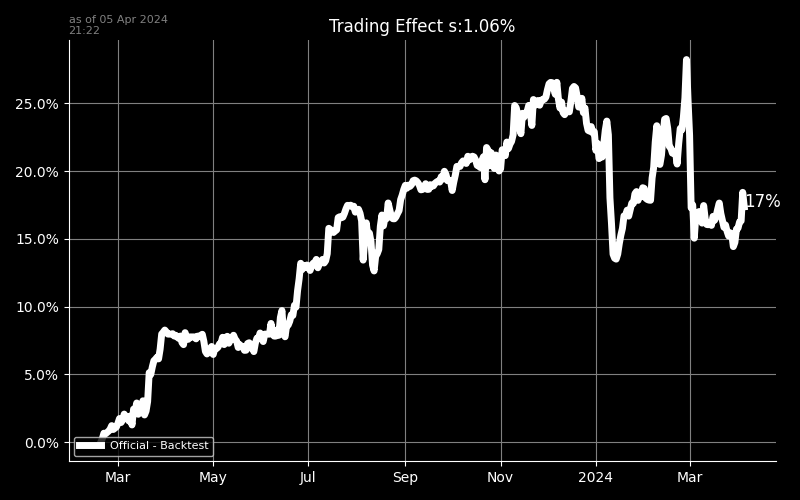 as of 05 Apr 2024
21:22
Trading Effect s:1.06%
25.0%
20.0%
15.0%
10.0%
5.0%
0.0%
17%
Official - Backtest
Mar
May
Jul
Sep
Nov
2024
Mar